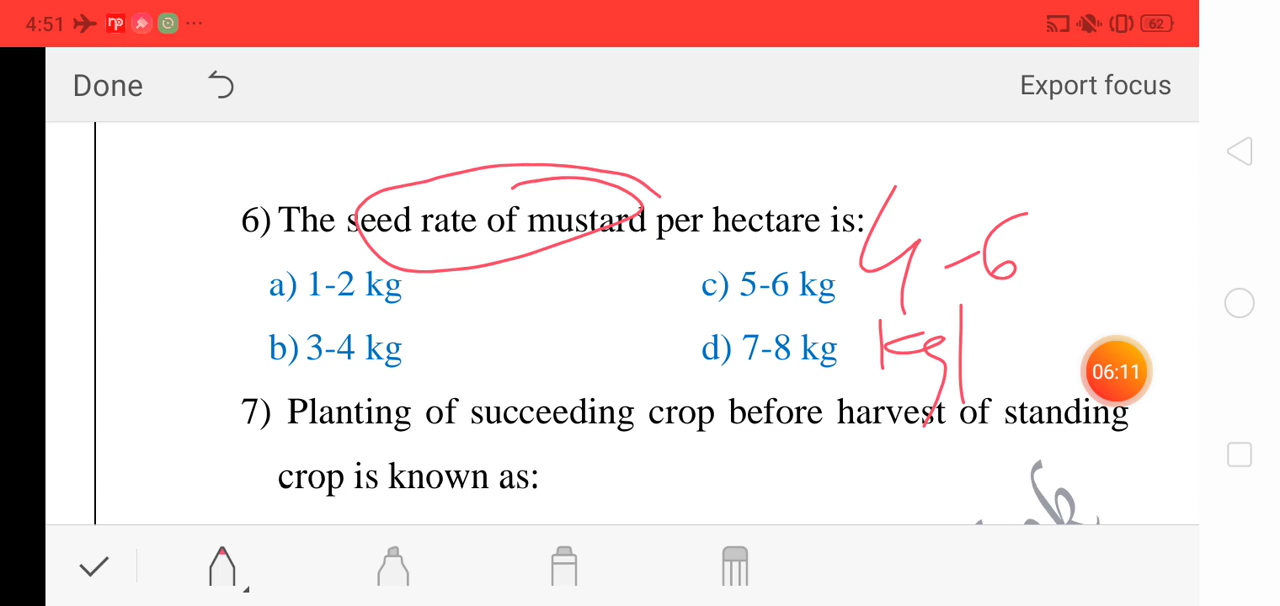 4:51 np ... 62
Done Export focus
6) The seed rate of mustard per hectare is:
4-6
a) 1-2 kg c) 5-6 kg
b) 3-4 kg d) 7-8 kg
kg/
06:11
7) Planting of succeeding crop before harvest of standing
crop is known as: